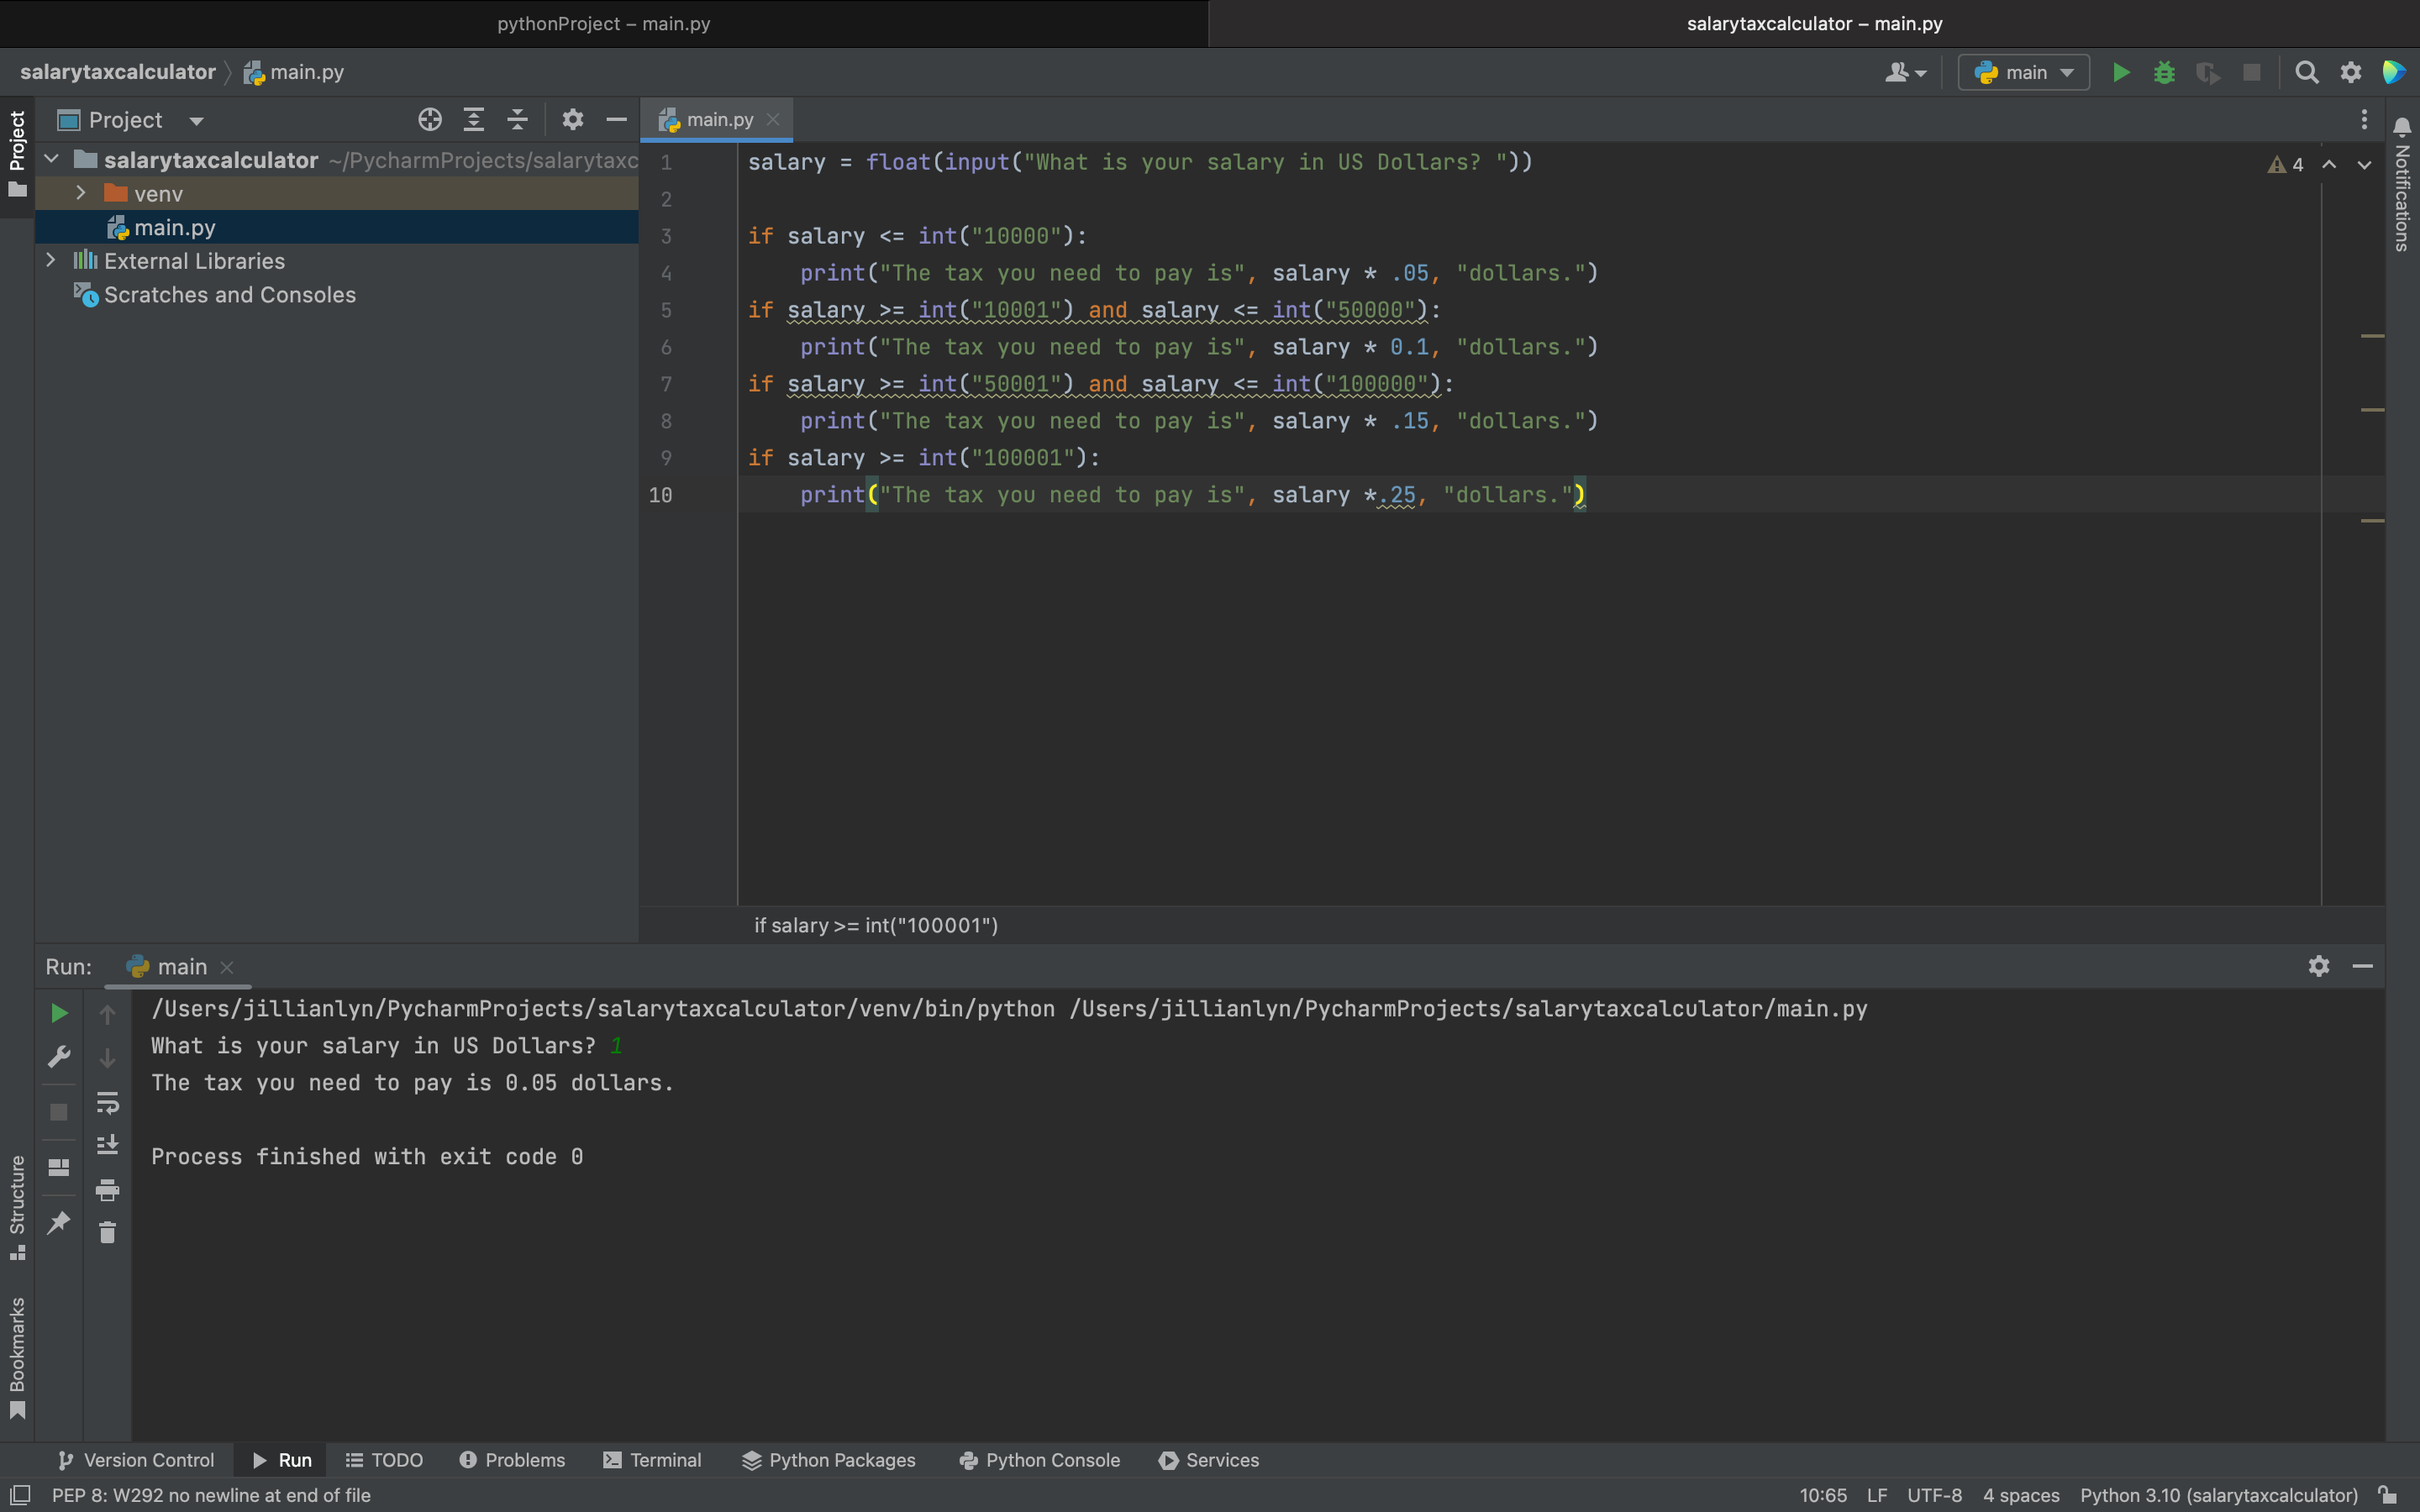 pythonProject – main.py
salarytaxcalculator – main.py
salarytaxcalculator
main.py
main
Project
Project
main.py
salarytaxcalculator ~/PycharmProjects/salarytaxc
venv
main.py
External Libraries
Scratches and Consoles
Notifications
4
1 salary = float(input("What is your salary in US Dollars? "))
2
3 if salary <= int("10000"):
4     print("The tax you need to pay is", salary * .05, "dollars.")
5 if salary >= int("10001") and salary <= int("50000"):
6     print("The tax you need to pay is", salary * 0.1, "dollars.")
7 if salary >= int("50001") and salary <= int("100000"):
8     print("The tax you need to pay is", salary * .15, "dollars.")
9 if salary >= int("100001"):
10     print("The tax you need to pay is", salary *.25, "dollars.")
if salary >= int("100001")
Run:
main
/Users/jillianlyn/PycharmProjects/salarytaxcalculator/venv/bin/python /Users/jillianlyn/PycharmProjects/salarytaxcalculator/main.py
What is your salary in US Dollars? 1
The tax you need to pay is 0.05 dollars.
Process finished with exit code 0
Structure
Bookmarks
Version Control
Run
TODO
Problems
Terminal
Python Packages
Python Console
Services
PEP 8: W292 no newline at end of file
10:65 LF UTF-8 4 spaces Python 3.10 (salarytaxcalculator)